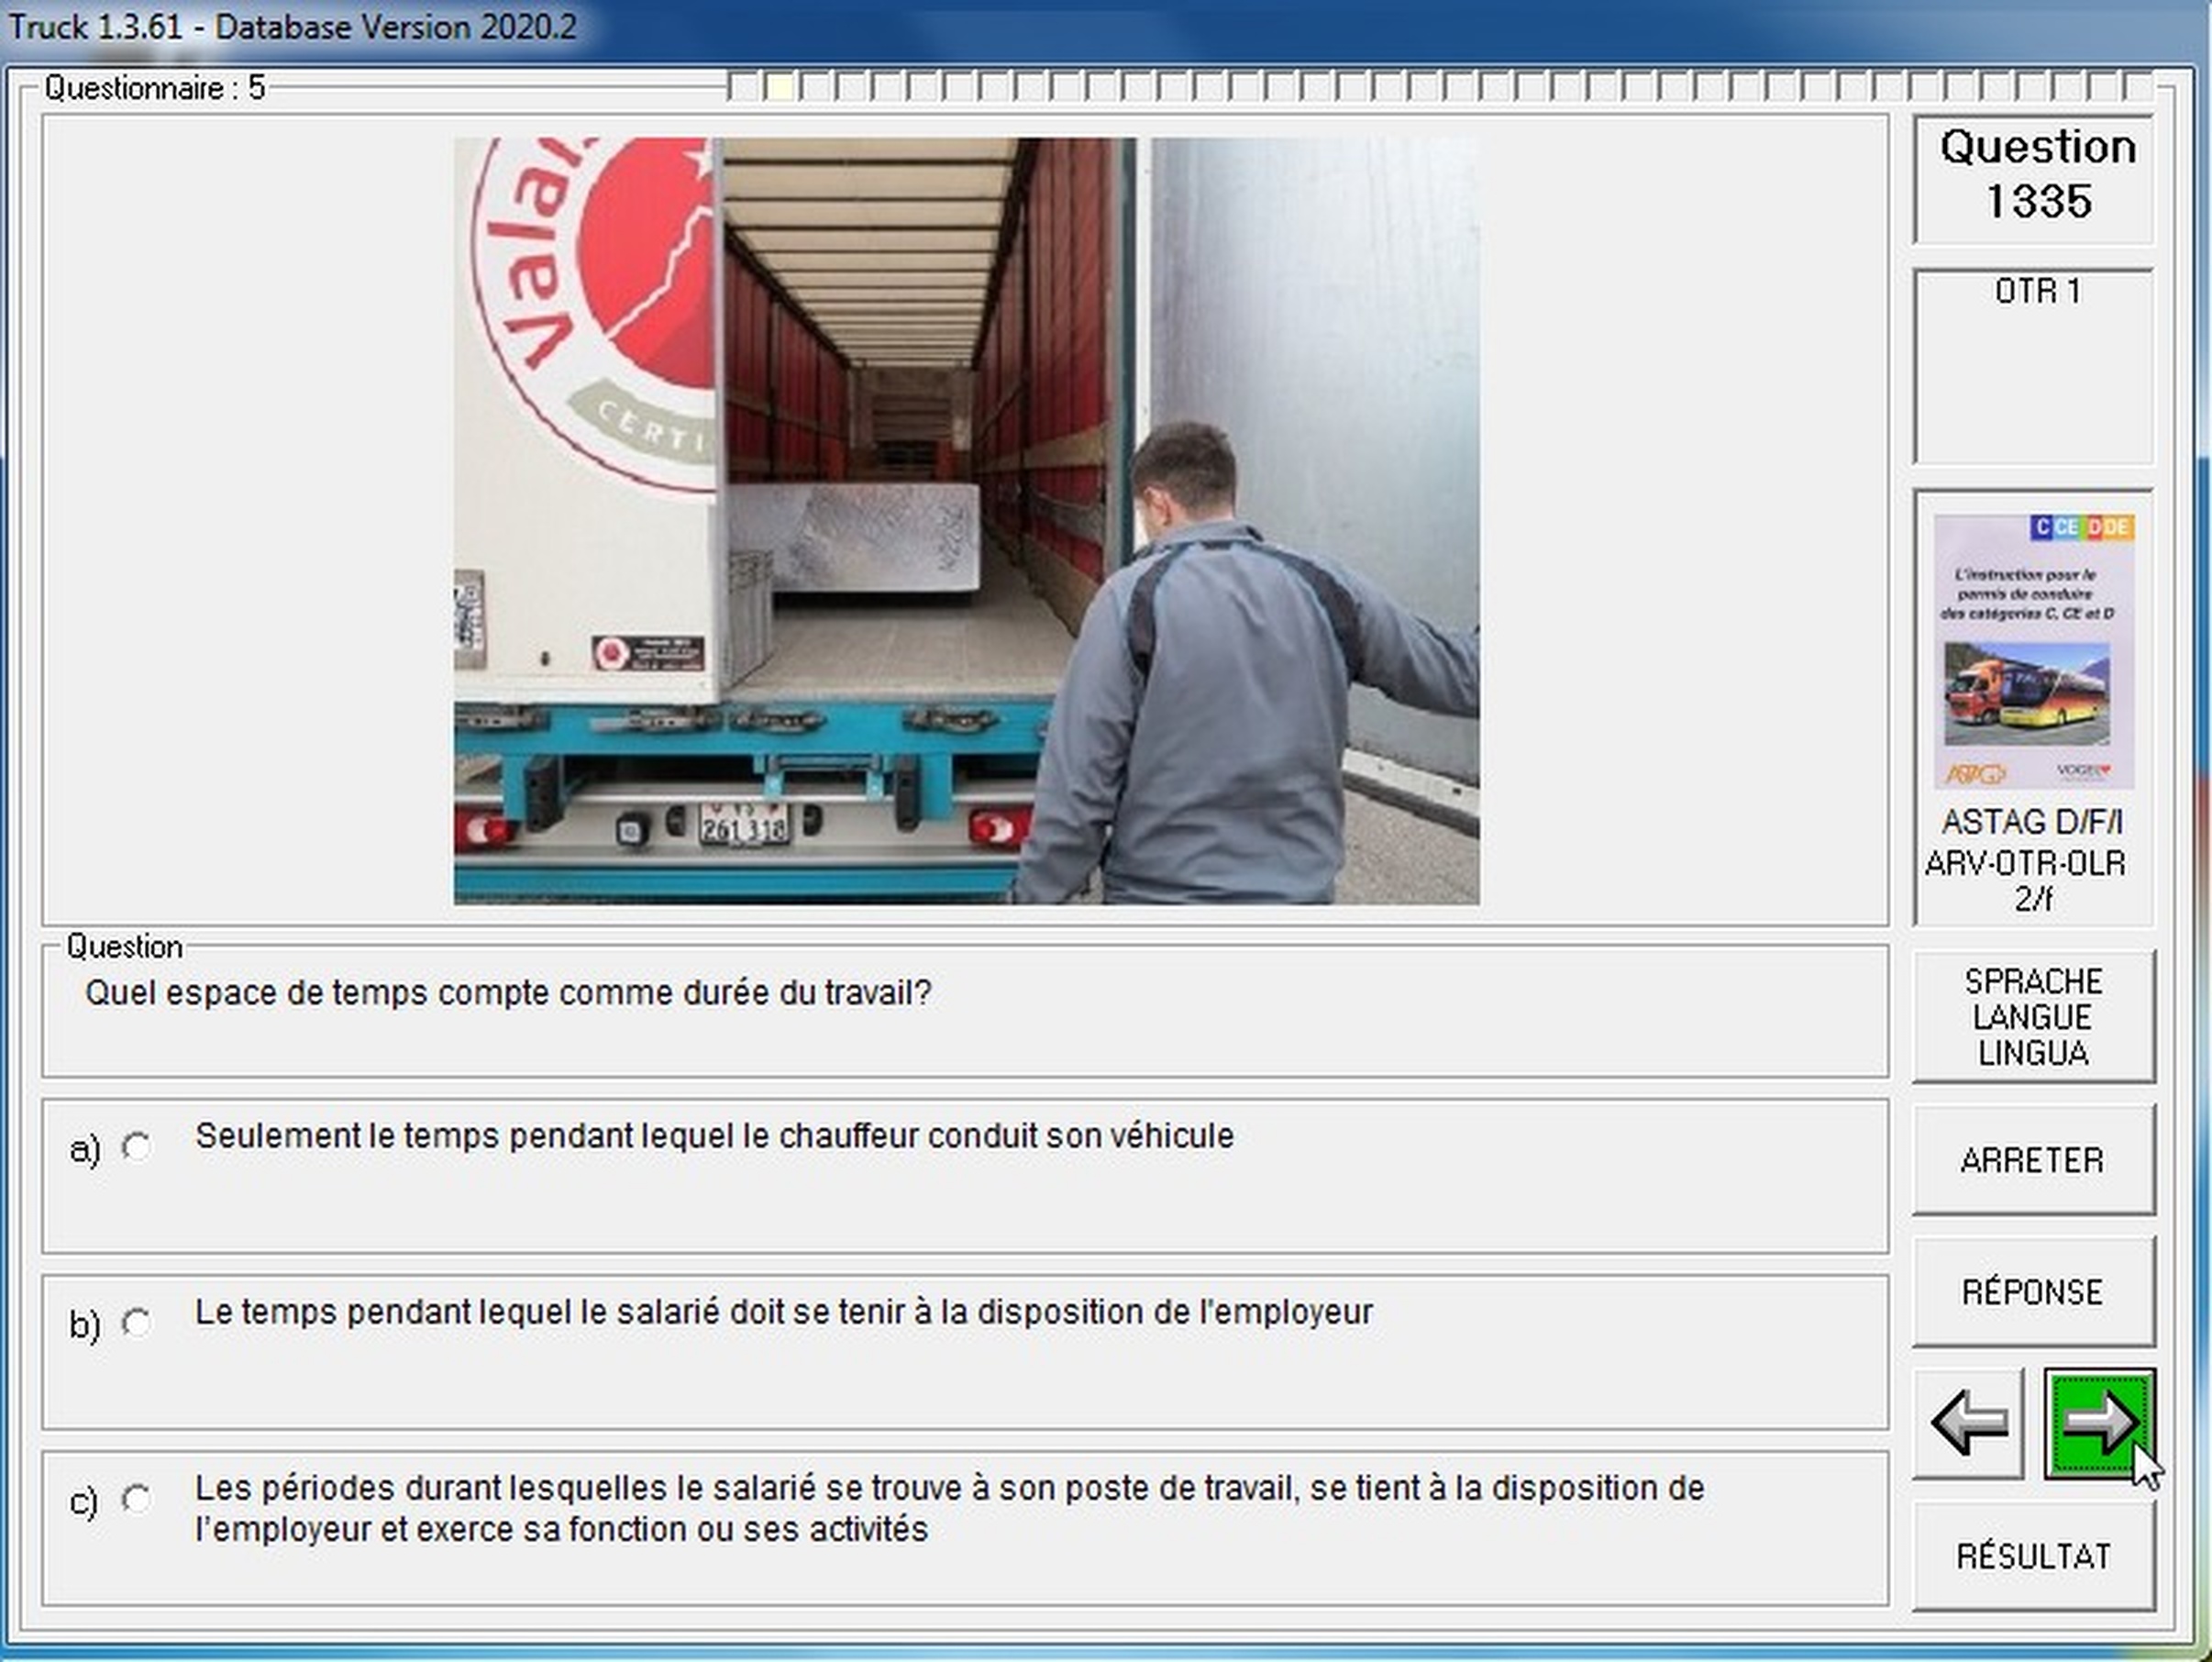 Truck 1.3.61 - Database Version 2020.2
Questionnaire : 5
Question
1335
OTR 1
Valai
CERTI
VS
261 318
C CE D DE
L'instruction pour le
permis de conduire
des catégories C, CE et D
ASTAG
VOGEL
ASTAG D/F/I
ARV-OTR-OLR
2/f
Question
Quel espace de temps compte comme durée du travail?
a) Seulement le temps pendant lequel le chauffeur conduit son véhicule
b) Le temps pendant lequel le salarié doit se tenir à la disposition de l'employeur
c) Les périodes durant lesquelles le salarié se trouve à son poste de travail, se tient à la disposition de
l'employeur et exerce sa fonction ou ses activités
SPRACHE
LANGUE
LINGUA
ARRETER
RÉPONSE
RÉSULTAT